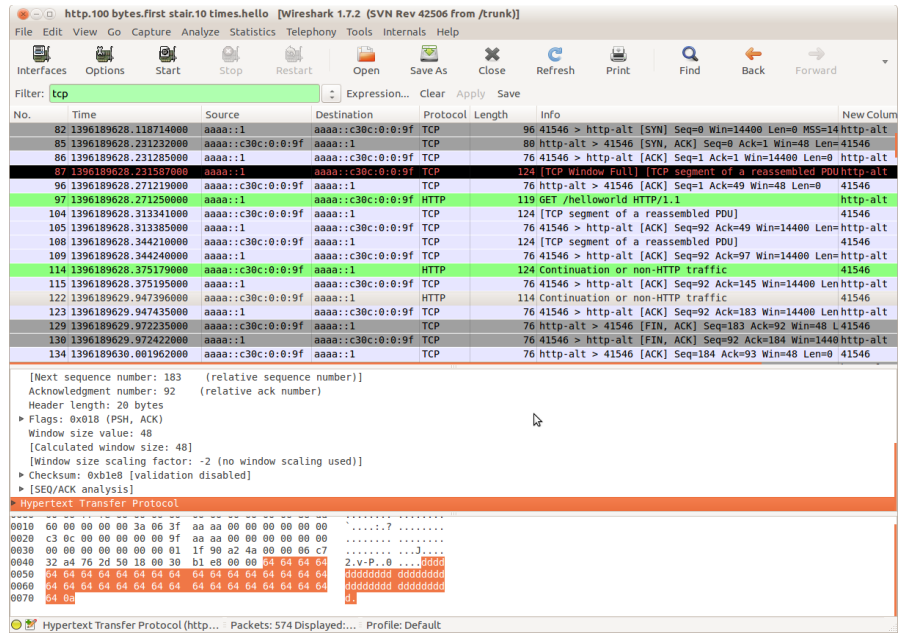 http.100 bytes.first stair.10 times.hello [Wireshark 1.7.2 (SVN Rev 42506 from /trunk)]
File Edit View Go Capture Analyze Statistics Telephony Tools Internals Help
Interfaces Options Start Stop Restart Open Save As Close Refresh Print Find Back Forward
Filter: tcp Expression... Clear Apply Save
No. Time Source Destination Protocol Length Info New Colum
82 1396189628.118714000 aaaa::1 aaaa::c30c:0:0:9f TCP 96 41546 > http-alt [SYN] Seq=0 Win=14400 Len=0 MSS=14 http-alt
85 1396189628.231232000 aaaa::c30c:0:0:9f aaaa::1 TCP 80 http-alt > 41546 [SYN, ACK] Seq=0 Ack=1 Win=48 Len= 41546
86 1396189628.231285000 aaaa::1 aaaa::c30c:0:0:9f TCP 76 41546 > http-alt [ACK] Seq=1 Ack=1 Win=14400 Len=0 http-alt
87 1396189628.231587000 aaaa::1 aaaa::c30c:0:0:9f TCP 124 [TCP Window Full] [TCP segment of a reassembled PDU http-alt
96 1396189628.271219000 aaaa::c30c:0:0:9f aaaa::1 TCP 76 http-alt > 41546 [ACK] Seq=1 Ack=49 Win=48 Len=0 41546
97 1396189628.271250000 aaaa::1 aaaa::c30c:0:0:9f HTTP 119 GET /helloworld HTTP/1.1 http-alt
104 1396189628.313341000 aaaa::c30c:0:0:9f aaaa::1 TCP 124 [TCP segment of a reassembled PDU] 41546
105 1396189628.313385000 aaaa::1 aaaa::c30c:0:0:9f TCP 76 41546 > http-alt [ACK] Seq=92 Ack=49 Win=14400 Len= http-alt
108 1396189628.344210000 aaaa::c30c:0:0:9f aaaa::1 TCP 124 [TCP segment of a reassembled PDU] 41546
109 1396189628.344240000 aaaa::1 aaaa::c30c:0:0:9f TCP 76 41546 > http-alt [ACK] Seq=92 Ack=97 Win=14400 Len= http-alt
114 1396189628.375179000 aaaa::c30c:0:0:9f aaaa::1 HTTP 124 Continuation or non-HTTP traffic 41546
115 1396189628.375195000 aaaa::1 aaaa::c30c:0:0:9f TCP 76 41546 > http-alt [ACK] Seq=92 Ack=145 Win=14400 Len http-alt
122 1396189629.947396000 aaaa::c30c:0:0:9f aaaa::1 HTTP 114 Continuation or non-HTTP traffic 41546
123 1396189629.947435000 aaaa::1 aaaa::c30c:0:0:9f TCP 76 41546 > http-alt [ACK] Seq=92 Ack=183 Win=14400 Len http-alt
129 1396189629.972235000 aaaa::c30c:0:0:9f aaaa::1 TCP 76 http-alt > 41546 [FIN, ACK] Seq=183 Ack=92 Win=48 L 41546
130 1396189629.972422000 aaaa::1 aaaa::c30c:0:0:9f TCP 76 41546 > http-alt [FIN, ACK] Seq=92 Ack=184 Win=1440 http-alt
134 1396189630.001962000 aaaa::c30c:0:0:9f aaaa::1 TCP 76 http-alt > 41546 [ACK] Seq=184 Ack=93 Win=48 Len=0 41546
[Next sequence number: 183 (relative sequence number)]
Acknowledgment number: 92 (relative ack number)
Header length: 20 bytes
Flags: 0x018 (PSH, ACK)
Window size value: 48
[Calculated window size: 48]
[Window size scaling factor: -2 (no window scaling used)]
Checksum: 0xb1e8 [validation disabled]
[SEQ/ACK analysis]
Hypertext Transfer Protocol
0010 60 00 00 00 00 3a 06 3f aa aa 00 00 00 00 00 00 `....:.? ........
0020 c3 0c 00 00 00 00 00 9f aa aa 00 00 00 00 00 00 ........ ........
0030 00 00 00 00 00 00 00 01 1f 90 a2 4a 00 00 06 c7 ........ ...J....
0040 32 a4 76 2d 50 18 00 30 b1 e8 00 00 64 64 64 64 2.v-P..0 ....dddd
0050 64 64 64 64 64 64 64 64 64 64 64 64 64 64 64 64 dddddddd dddddddd
0060 64 64 64 64 64 64 64 64 64 64 64 64 64 64 64 64 dddddddd dddddddd
0070 64 0a d.
Hypertext Transfer Protocol (http... Packets: 574 Displayed:... Profile: Default